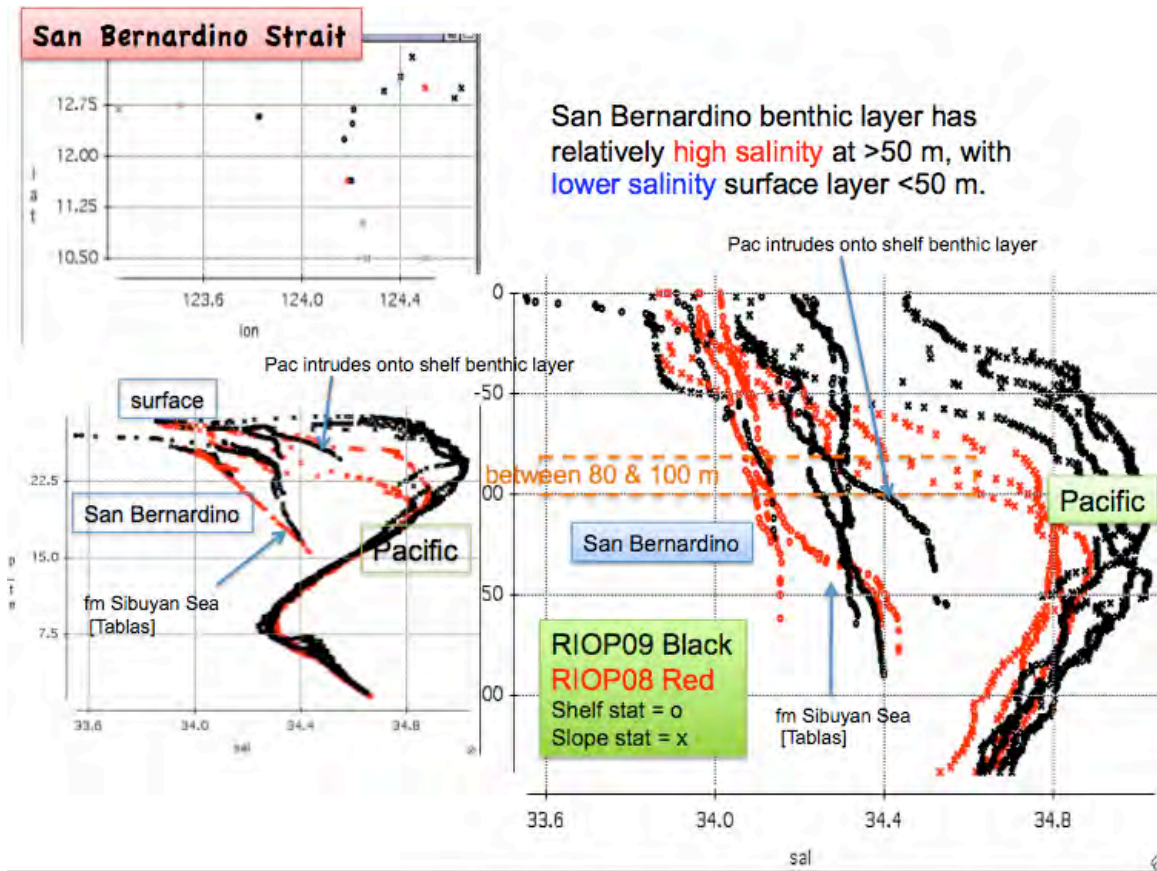 San Bernardino Strait
12.75
12.00
11.25
10.50
123.6 124.0 124.4
lon
San Bernardino benthic layer has
relatively high salinity at >50 m, with
lower salinity surface layer <50 m.
Pac intrudes onto shelf benthic layer
Pac intrudes onto shelf benthic layer
surface
22.5
San Bernardino
Pacific
15.0
fm Sibuyan Sea
[Tablas]
7.5
33.6 34.0 34.4 34.8
sal
0
-50
between 80 & 100 m
00
Pacific
San Bernardino
50
RIOP09 Black
RIOP08 Red
Shelf stat = o
Slope stat = x
00
fm Sibuyan Sea
[Tablas]
33.6 34.0 34.4 34.8
sal